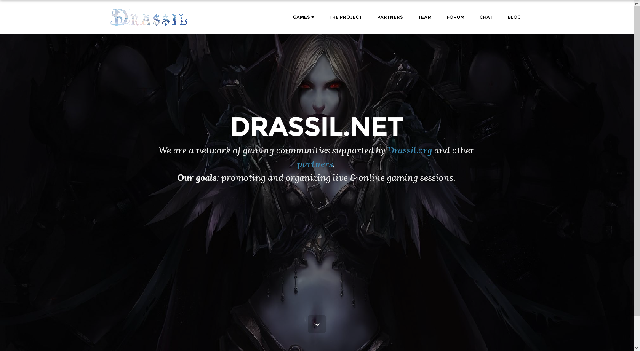 DRASSIL
GAMES ▾ THE PROJECT PARTNERS TEAM FORUM CHAT BLOG
DRASSIL.NET
We are a network of gaming communities supported by Drassil.org and other
partners.
Our goals: promoting and organizing live & online gaming sessions.